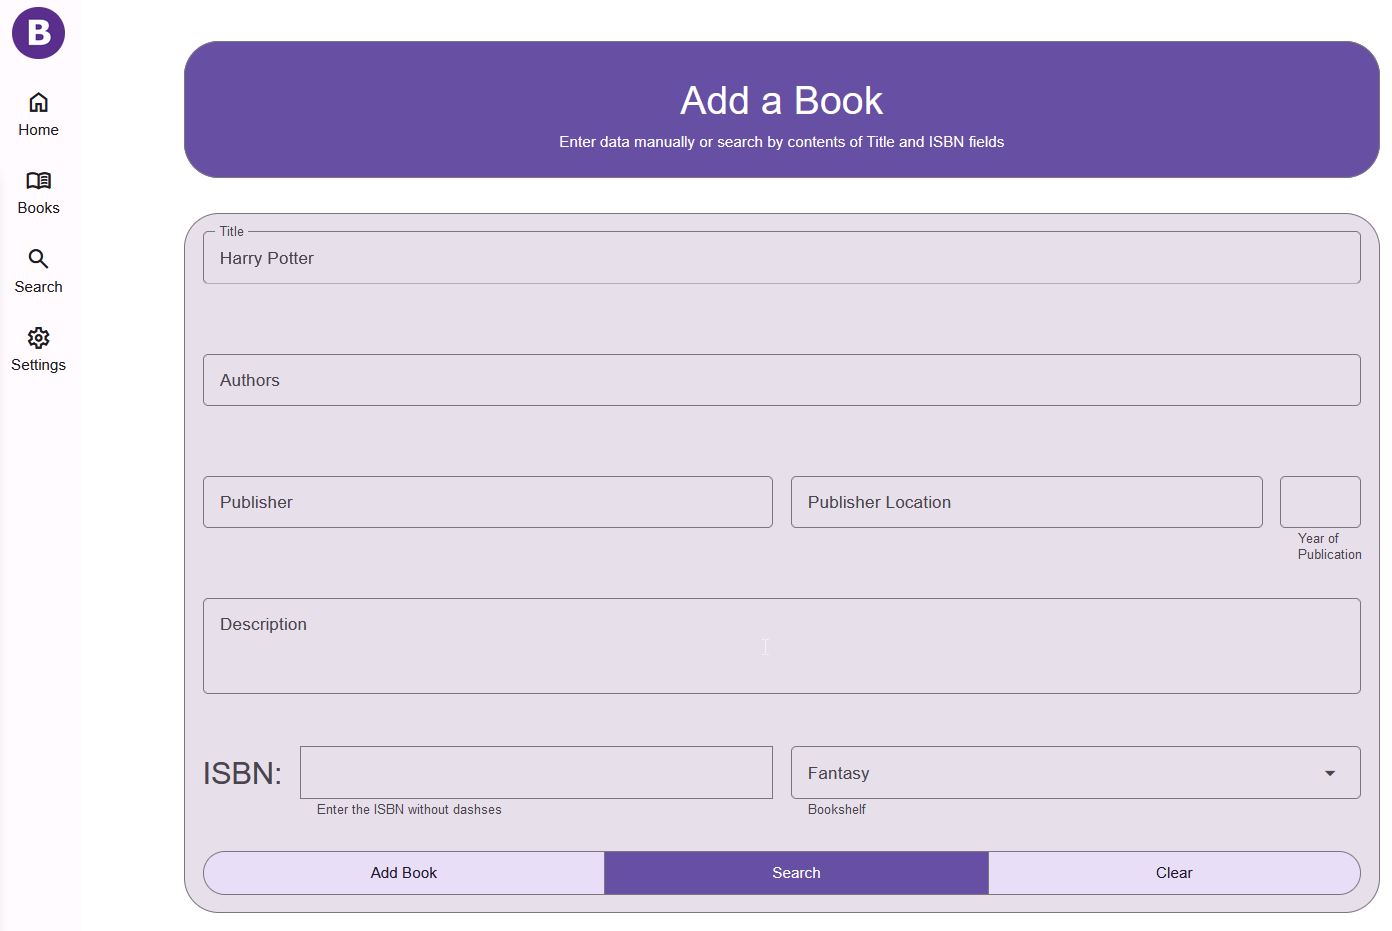 B
Home
Books
Search
Settings
Add a Book
Enter data manually or search by contents of Title and ISBN fields
Title
Harry Potter
Authors
Publisher
Publisher Location
Year of
Publication
Description
ISBN:
Enter the ISBN without dashses
Fantasy
Bookshelf
Add Book
Search
Clear